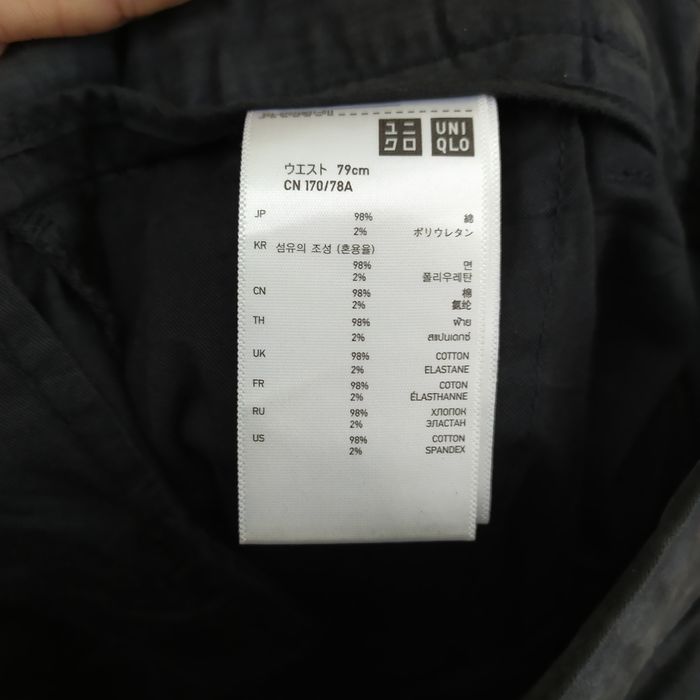 ユニ
クロ
UNI
QLO
ウエスト 79cm
CN 170/78A
JP 98% 綿
2% ポリウレタン
KR 섬유의 조성 (혼용율)
98% 면
2% 폴리우레탄
CN 98% 棉
2% 氨纶
TH 98% ฝ้าย
2% สแปนเดกซ์
UK 98% COTTON
2% ELASTANE
FR 98% COTON
2% ÉLASTHANNE
RU 98% ХЛОПОК
2% ЭЛАСТАН
US 98% COTTON
2% SPANDEX